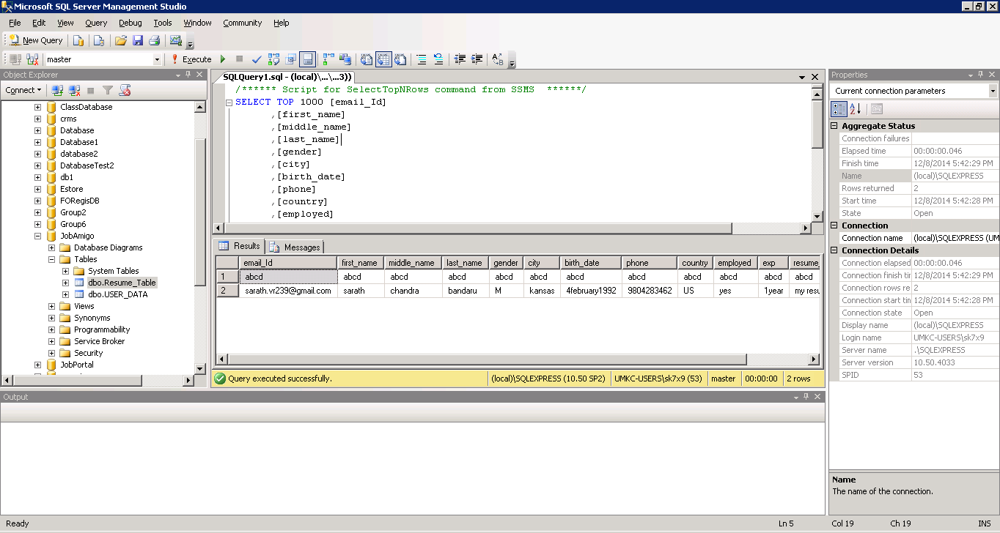 Microsoft SQL Server Management Studio
File Edit View Query Debug Tools Window Community Help
New Query
master Execute
Object Explorer
Connect
ClassDatabase
crms
Database
Database1
database2
DatabaseTest2
db1
Estore
FORegisDB
Group2
Group6
JobAmigo
Database Diagrams
Tables
System Tables
dbo.Resume_Table
dbo.USER_DATA
Views
Synonyms
Programmability
Service Broker
Security
JobPortal
SQLQuery1.sql - (local)\...\...3))
/****** Script for SelectTopNRows command from SSMS ******/
SELECT TOP 1000 [email_Id]
,[first_name]
,[middle_name]
,[last_name]
,[gender]
,[city]
,[birth_date]
,[phone]
,[country]
,[employed]
Results Messages
email_Id first_name middle_name last_name gender city birth_date phone country employed exp resume_
1 abcd abcd abcd abcd abcd abcd abcd abcd abcd abcd abcd abcd
2 sarath.vr239@gmail.com sarath chandra bandaru M kansas 4february1992 9804283462 US yes 1year my resu
Query executed successfully. (local)\SQLEXPRESS (10.50 SP2) UMKC-USERS\sk7x9 (53) master 00:00:00 2 rows
Properties
Current connection parameters
Aggregate Status
Connection failures
Elapsed time 00:00:00.046
Finish time 12/8/2014 5:42:29 PM
Name (local)\SQLEXPRESS
Rows returned 2
Start time 12/8/2014 5:42:28 PM
State Open
Connection
Connection name (local)\SQLEXPRESS (UM
Connection Details
Connection elapsed 00:00:00.046
Connection finish tir 12/8/2014 5:42:29 PM
Connection rows re 2
Connection start tin 12/8/2014 5:42:28 PM
Connection state Open
Display name (local)\SQLEXPRESS
Login name UMKC-USERS\sk7x9
Server name .\SQLEXPRESS
Server version 10.50.4033
SPID 53
Name
The name of the connection.
Output
Ready Ln 5 Col 19 Ch 19 INS